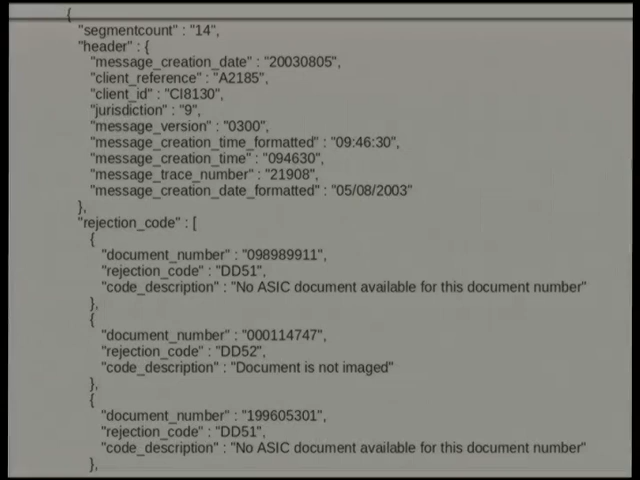 {
"segmentcount" : "14",
"header" : {
"message_creation_date" : "20030805",
"client_reference" : "A2185",
"client_id" : "CI8130",
"jurisdiction" : "9",
"message_version" : "0300",
"message_creation_time_formatted" : "09:46:30",
"message_creation_time" : "094630",
"message_trace_number" : "21908",
"message_creation_date_formatted" : "05/08/2003"
},
"rejection_code" : [
{
"document_number" : "098989911",
"rejection_code" : "DD51",
"code_description" : "No ASIC document available for this document number"
},
{
"document_number" : "000114747",
"rejection_code" : "DD52",
"code_description" : "Document is not imaged"
},
{
"document_number" : "199605301",
"rejection_code" : "DD51",
"code_description" : "No ASIC document available for this document number"
},